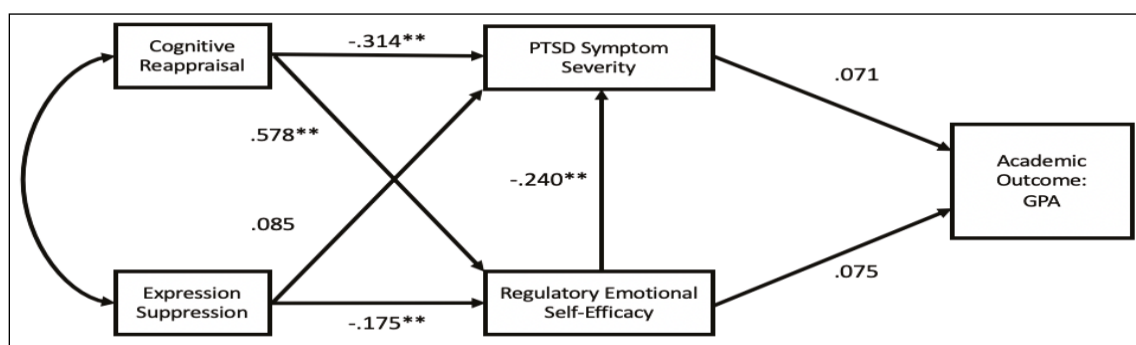 Cognitive
Reappraisal
-.314**
PTSD Symptom
Severity
.071
.578**
-.240**
Academic
Outcome:
GPA
.085
.075
Expression
Suppression
-.175**
Regulatory Emotional
Self-Efficacy